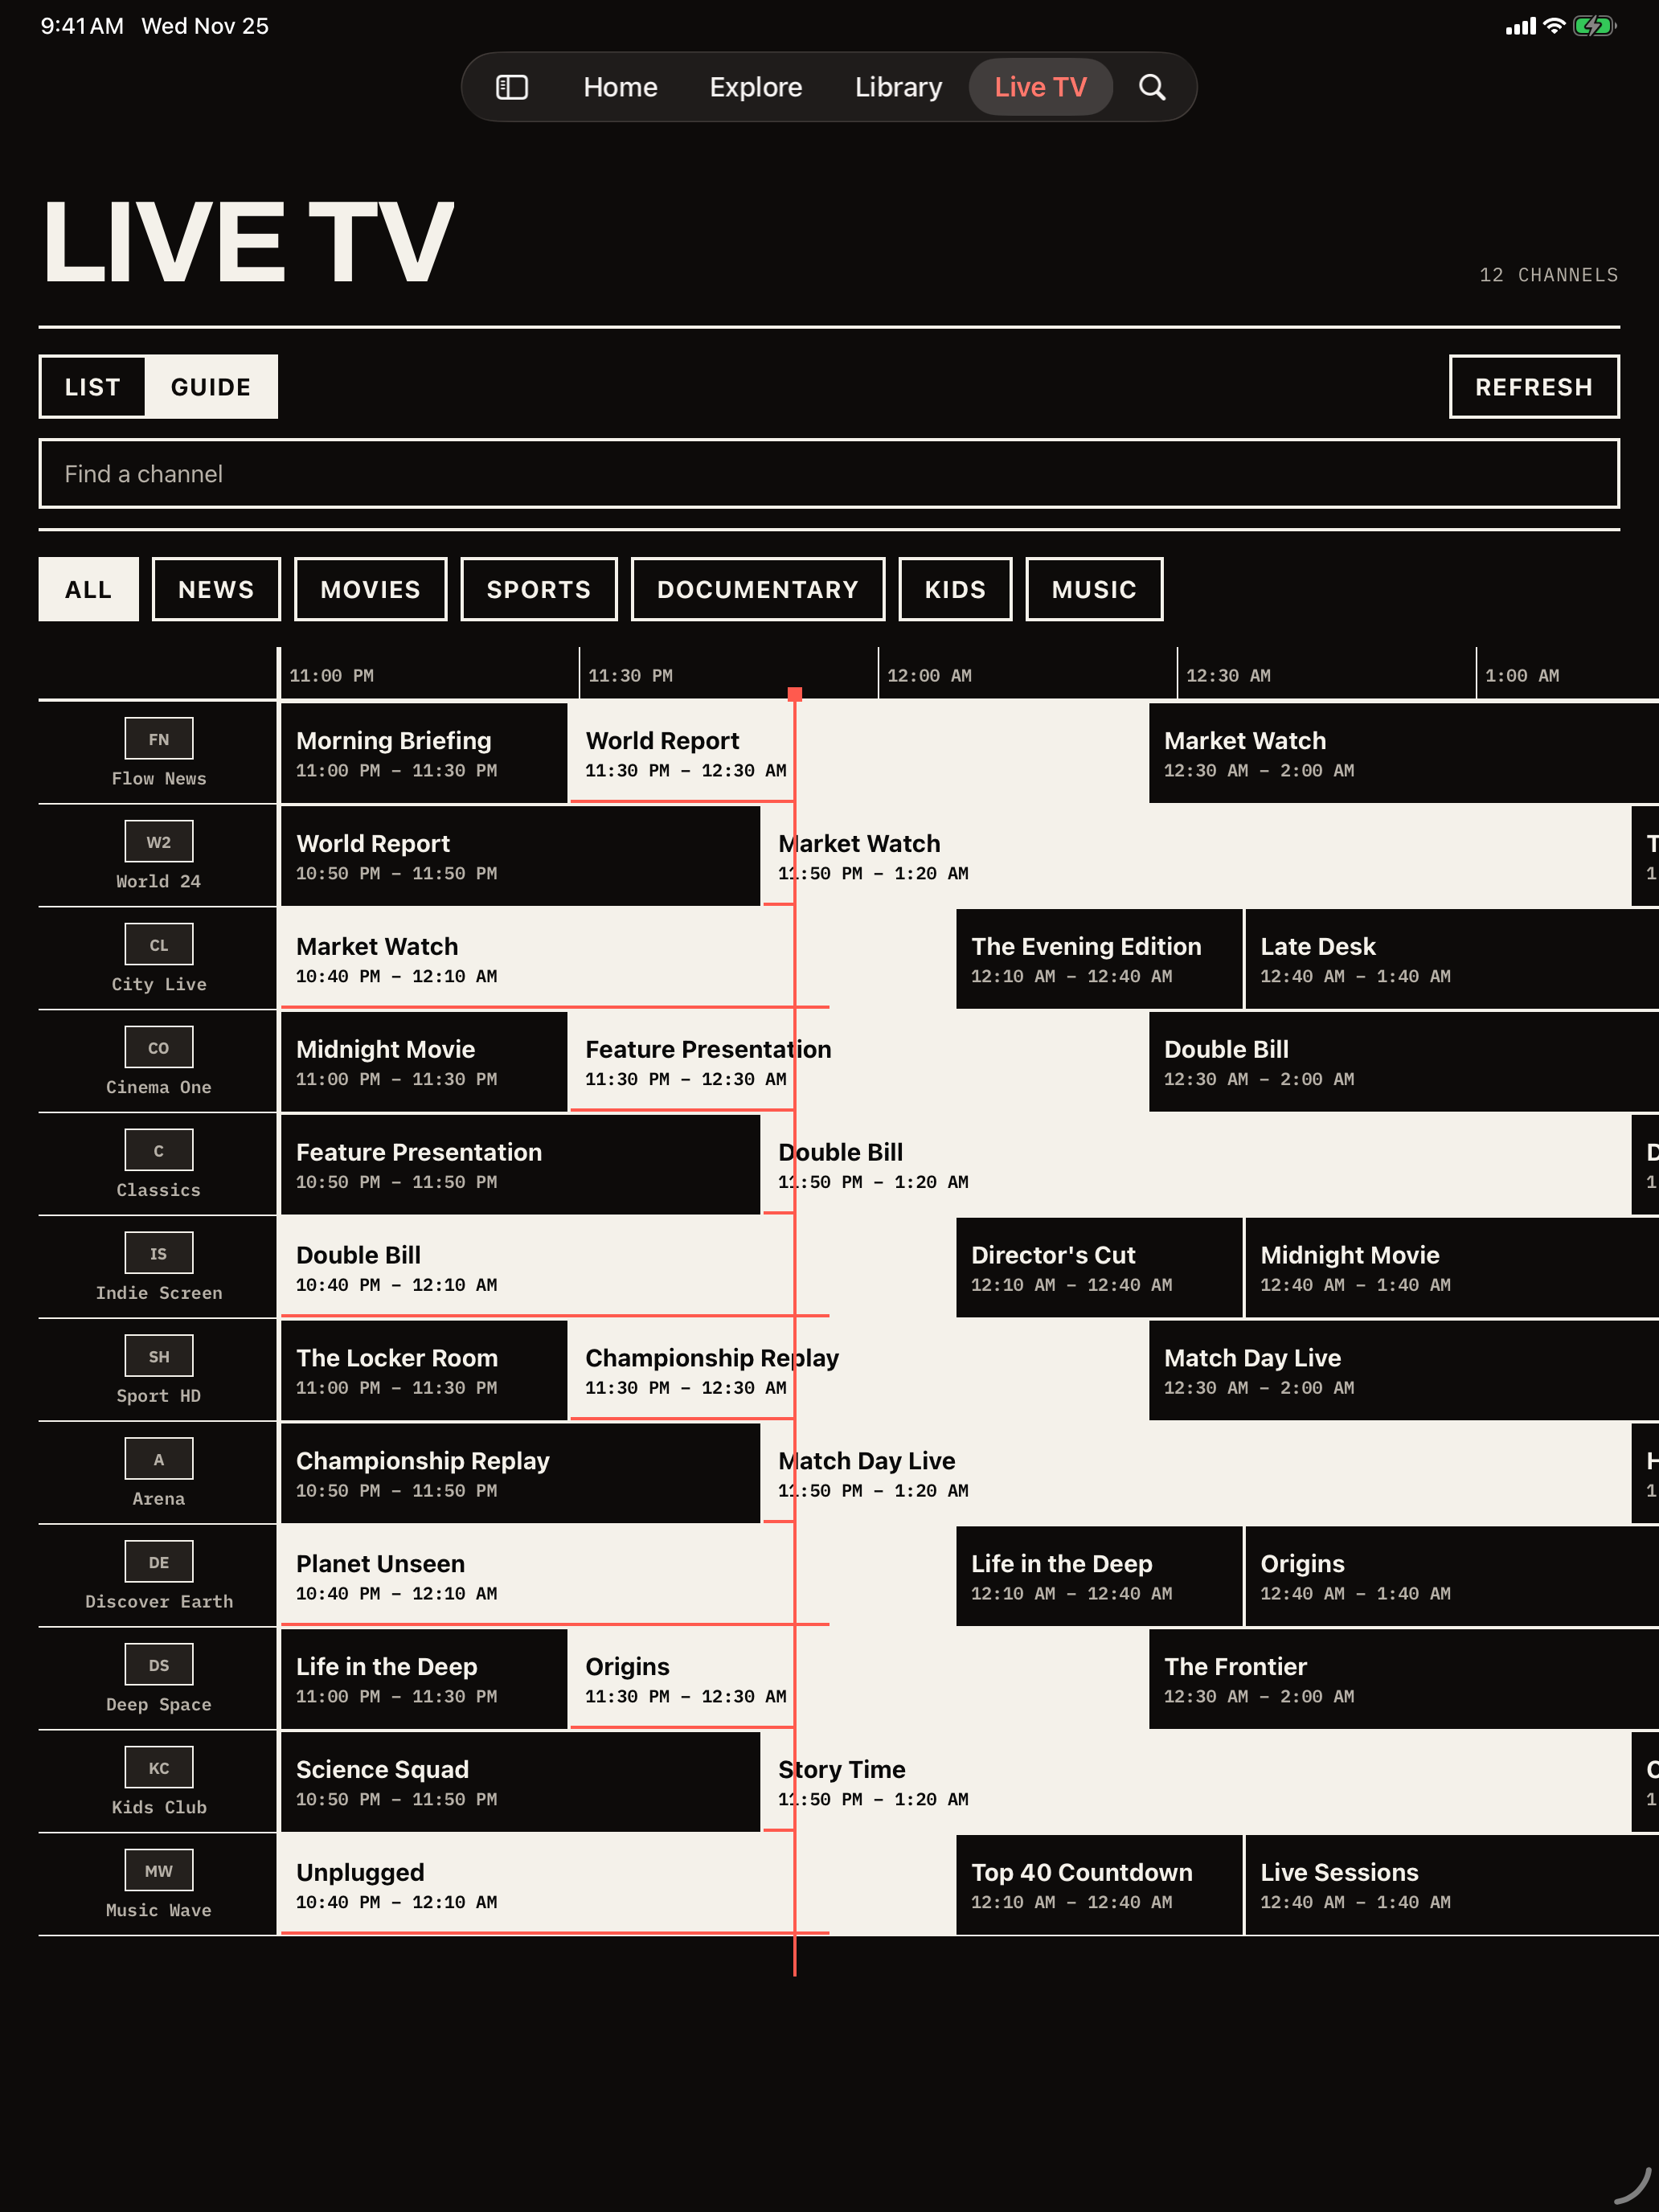 9:41 AM Wed Nov 25
Home Explore Library Live TV
LIVE TV
12 CHANNELS
LIST GUIDE REFRESH
Find a channel
ALL NEWS MOVIES SPORTS DOCUMENTARY KIDS MUSIC
11:00 PM 11:30 PM 12:00 AM 12:30 AM 1:00 AM
FN
Flow News
Morning Briefing
11:00 PM – 11:30 PM
World Report
11:30 PM – 12:30 AM
Market Watch
12:30 AM – 2:00 AM
W2
World 24
World Report
10:50 PM – 11:50 PM
Market Watch
11:50 PM – 1:20 AM
T
1
CL
City Live
Market Watch
10:40 PM – 12:10 AM
The Evening Edition
12:10 AM – 12:40 AM
Late Desk
12:40 AM – 1:40 AM
CO
Cinema One
Midnight Movie
11:00 PM – 11:30 PM
Feature Presentation
11:30 PM – 12:30 AM
Double Bill
12:30 AM – 2:00 AM
C
Classics
Feature Presentation
10:50 PM – 11:50 PM
Double Bill
11:50 PM – 1:20 AM
D
1
IS
Indie Screen
Double Bill
10:40 PM – 12:10 AM
Director's Cut
12:10 AM – 12:40 AM
Midnight Movie
12:40 AM – 1:40 AM
SH
Sport HD
The Locker Room
11:00 PM – 11:30 PM
Championship Replay
11:30 PM – 12:30 AM
Match Day Live
12:30 AM – 2:00 AM
A
Arena
Championship Replay
10:50 PM – 11:50 PM
Match Day Live
11:50 PM – 1:20 AM
H
1
DE
Discover Earth
Planet Unseen
10:40 PM – 12:10 AM
Life in the Deep
12:10 AM – 12:40 AM
Origins
12:40 AM – 1:40 AM
DS
Deep Space
Life in the Deep
11:00 PM – 11:30 PM
Origins
11:30 PM – 12:30 AM
The Frontier
12:30 AM – 2:00 AM
KC
Kids Club
Science Squad
10:50 PM – 11:50 PM
Story Time
11:50 PM – 1:20 AM
1
MW
Music Wave
Unplugged
10:40 PM – 12:10 AM
Top 40 Countdown
12:10 AM – 12:40 AM
Live Sessions
12:40 AM – 1:40 AM